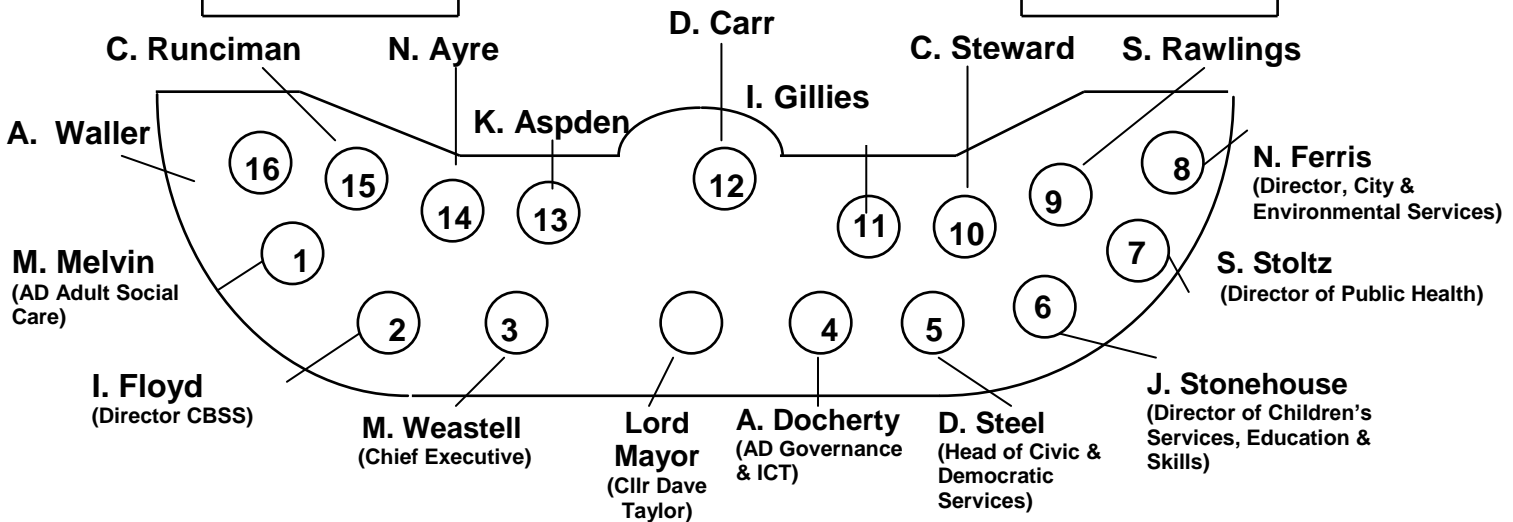 D. Carr
C. Runciman
N. Ayre
C. Steward
S. Rawlings
I. Gillies
K. Aspden
A. Waller
16
15
14
13
12
11
10
9
8
N. Ferris
(Director, City &
Environmental Services)
1
7
M. Melvin
(AD Adult Social
Care)
S. Stoltz
(Director of Public Health)
2
3
4
5
6
I. Floyd
(Director CBSS)
M. Weastell
(Chief Executive)
Lord
Mayor
(Cllr Dave
Taylor)
A. Docherty
(AD Governance
& ICT)
D. Steel
(Head of Civic &
Democratic
Services)
J. Stonehouse
(Director of Children's
Services, Education &
Skills)